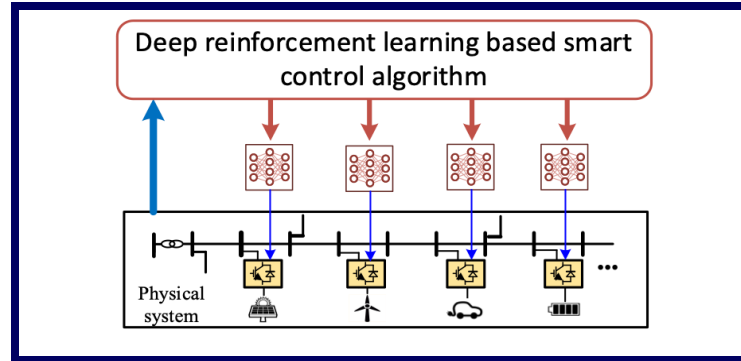 Deep reinforcement learning based smart
control algorithm
Physical
system